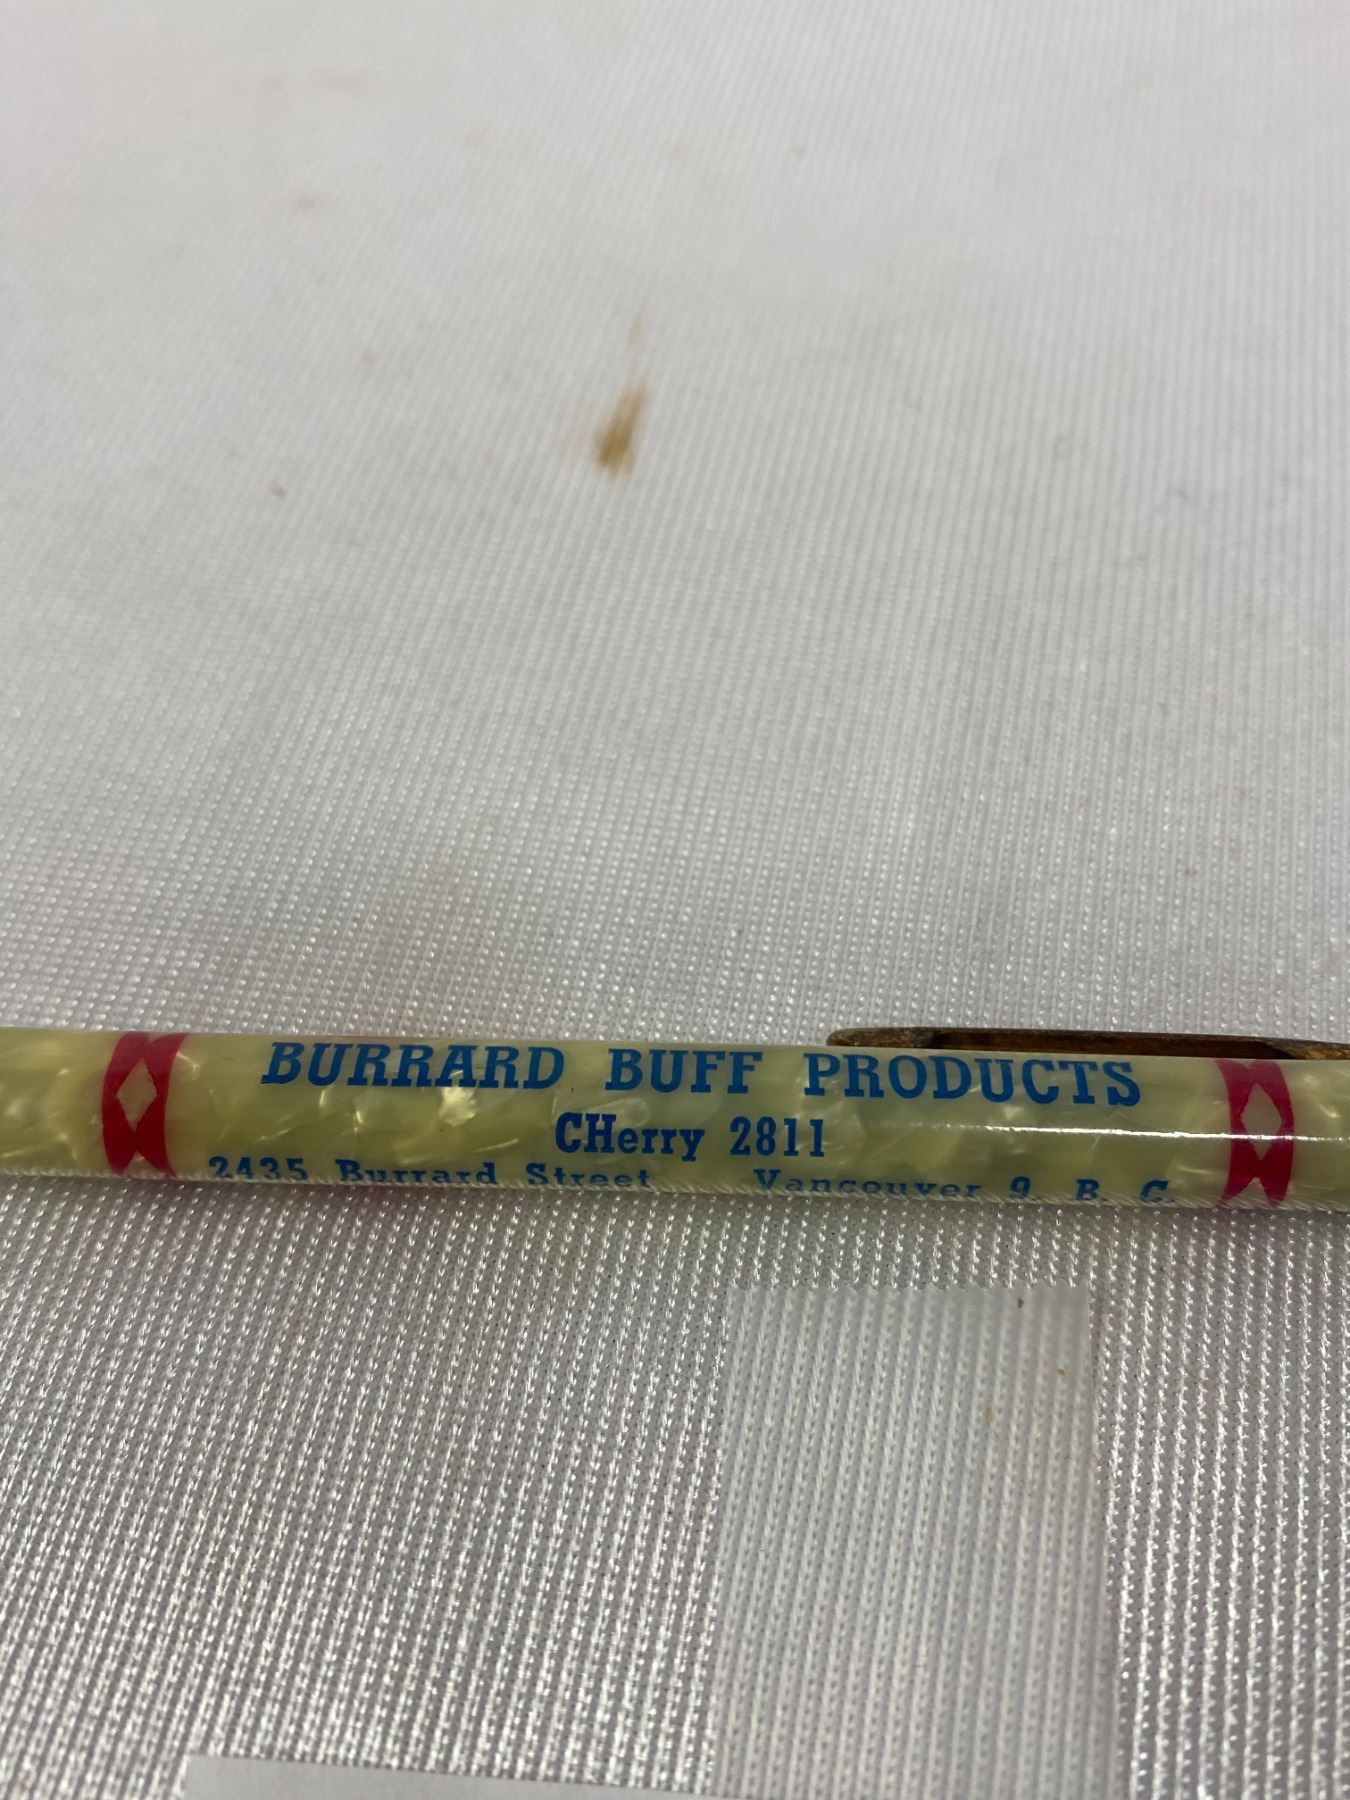 BURRARD BUFF PRODUCTS
CHerry 2811
2435 Burrard Street Vancouver 9, B. C.